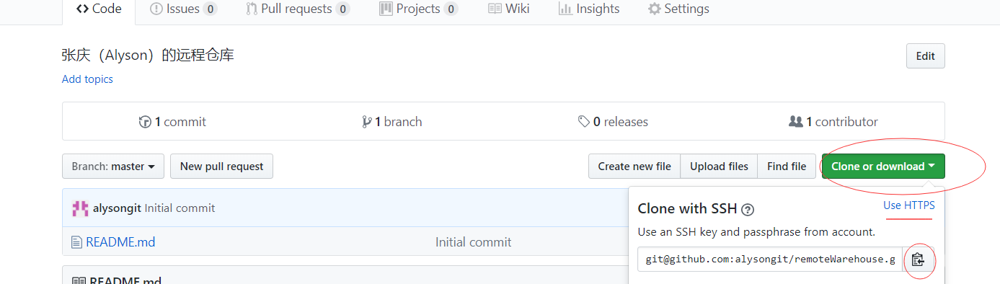 Code Issues 0 Pull requests 0 Projects 0 Wiki Insights Settings
张庆（Alyson）的远程仓库 Edit
Add topics
1 commit 1 branch 0 releases 1 contributor
Branch: master New pull request Create new file Upload files Find file Clone or download
alysongit Initial commit
Clone with SSH ? Use HTTPS
Use an SSH key and passphrase from account.
README.md Initial commit
git@github.com:alysongit/remoteWarehouse.g
README.md